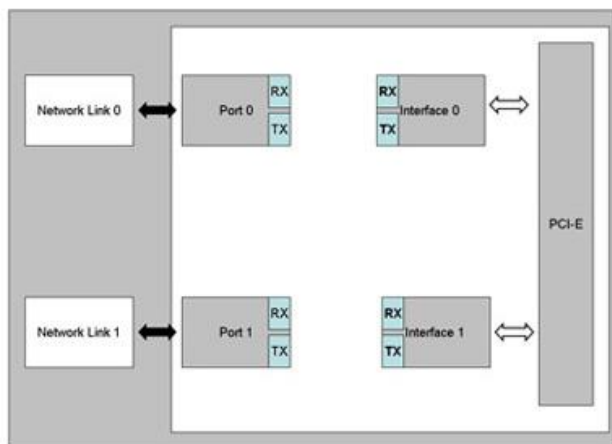 Network Link 0
Port 0
RX
TX
RX
TX
Interface 0
PCI-E
Network Link 1
Port 1
RX
TX
RX
TX
Interface 1